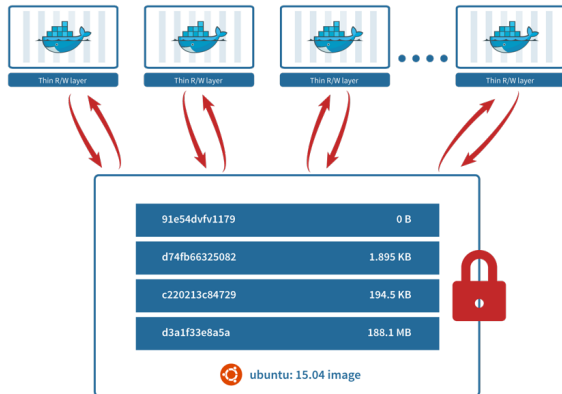 Thin R/W layer
Thin R/W layer
Thin R/W layer
Thin R/W layer
91e54dvfv1179 0 B
d74fb66325082 1.895 KB
c220213c84729 194.5 KB
d3a1f33e8a5a 188.1 MB
ubuntu: 15.04 image